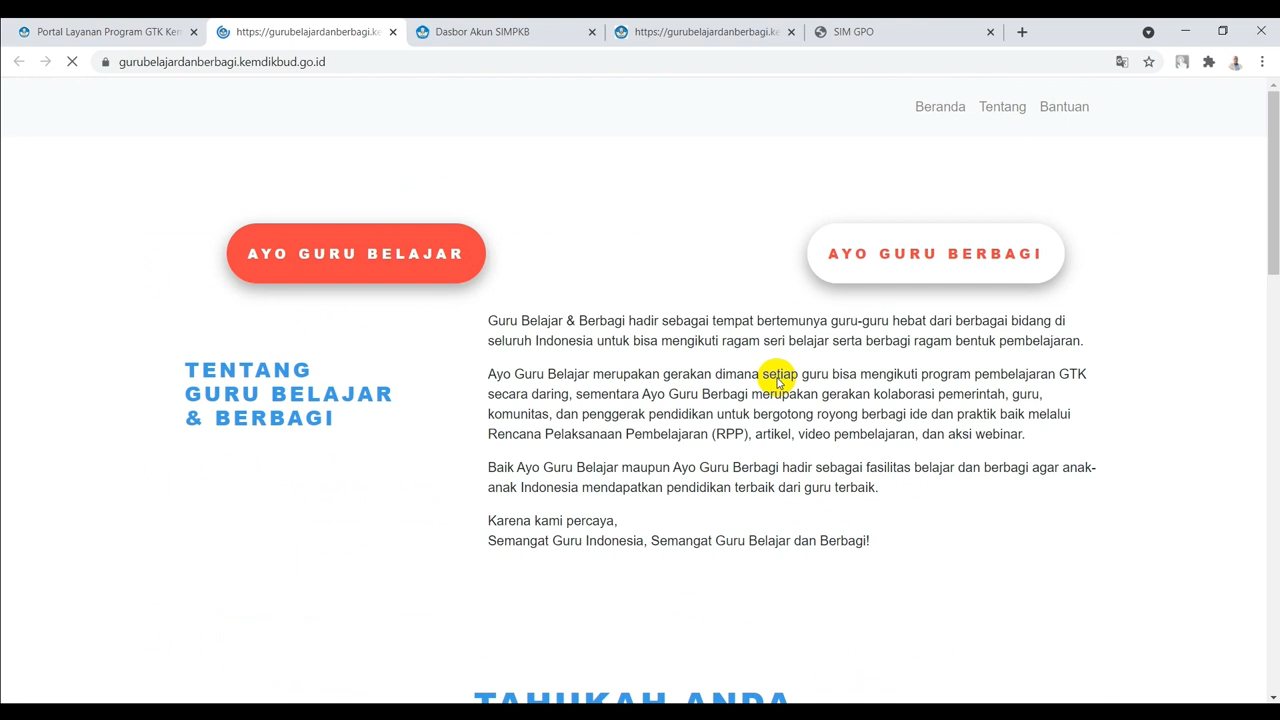 Portal Layanan Program GTK Ken
https://gurubelajardanberbagi.ke
Dasbor Akun SIMPKB
https://gurubelajardanberbagi.ke
SIM GPO
gurubelajardanberbagi.kemdikbud.go.id
Beranda Tentang Bantuan
AYO GURU BELAJAR
AYO GURU BERBAGI
TENTANG
GURU BELAJAR
& BERBAGI
Guru Belajar & Berbagi hadir sebagai tempat bertemunya guru-guru hebat dari berbagai bidang di
seluruh Indonesia untuk bisa mengikuti ragam seri belajar serta berbagi ragam bentuk pembelajaran.
Ayo Guru Belajar merupakan gerakan dimana setiap guru bisa mengikuti program pembelajaran GTK
secara daring, sementara Ayo Guru Berbagi merupakan gerakan kolaborasi pemerintah, guru,
komunitas, dan penggerak pendidikan untuk bergotong royong berbagi ide dan praktik baik melalui
Rencana Pelaksanaan Pembelajaran (RPP), artikel, video pembelajaran, dan aksi webinar.
Baik Ayo Guru Belajar maupun Ayo Guru Berbagi hadir sebagai fasilitas belajar dan berbagi agar anak-
anak Indonesia mendapatkan pendidikan terbaik dari guru terbaik.
Karena kami percaya,
Semangat Guru Indonesia, Semangat Guru Belajar dan Berbagi!
TAHUKAH ANDA